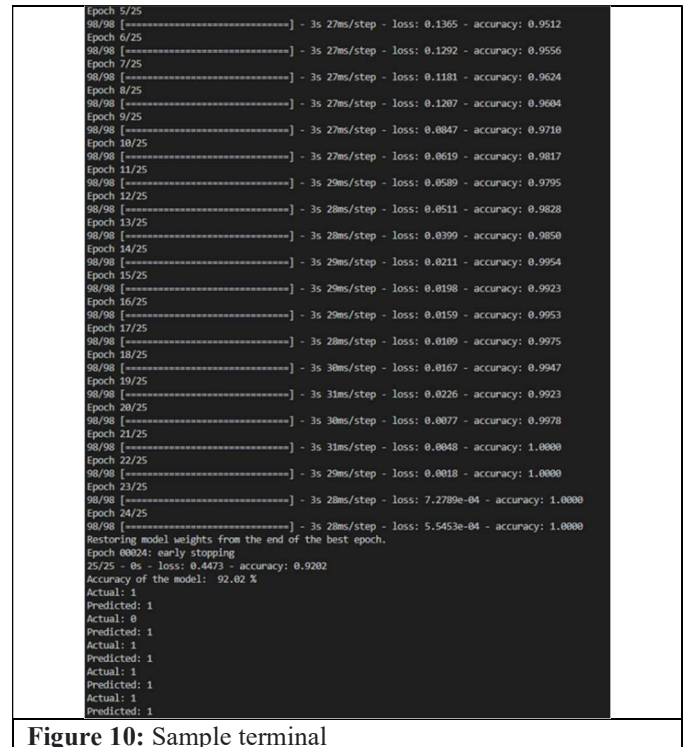 Epoch 5/25
98/98 [==============================] - 3s 27ms/step - loss: 0.1365 - accuracy: 0.9512
Epoch 6/25
98/98 [==============================] - 3s 27ms/step - loss: 0.1292 - accuracy: 0.9556
Epoch 7/25
98/98 [==============================] - 3s 27ms/step - loss: 0.1181 - accuracy: 0.9624
Epoch 8/25
98/98 [==============================] - 3s 27ms/step - loss: 0.1207 - accuracy: 0.9604
Epoch 9/25
98/98 [==============================] - 3s 27ms/step - loss: 0.0847 - accuracy: 0.9710
Epoch 10/25
98/98 [==============================] - 3s 27ms/step - loss: 0.0619 - accuracy: 0.9817
Epoch 11/25
98/98 [==============================] - 3s 29ms/step - loss: 0.0589 - accuracy: 0.9795
Epoch 12/25
98/98 [==============================] - 3s 28ms/step - loss: 0.0511 - accuracy: 0.9828
Epoch 13/25
98/98 [==============================] - 3s 28ms/step - loss: 0.0399 - accuracy: 0.9850
Epoch 14/25
98/98 [==============================] - 3s 29ms/step - loss: 0.0211 - accuracy: 0.9954
Epoch 15/25
98/98 [==============================] - 3s 29ms/step - loss: 0.0198 - accuracy: 0.9923
Epoch 16/25
98/98 [==============================] - 3s 29ms/step - loss: 0.0159 - accuracy: 0.9953
Epoch 17/25
98/98 [==============================] - 3s 28ms/step - loss: 0.0109 - accuracy: 0.9975
Epoch 18/25
98/98 [==============================] - 3s 30ms/step - loss: 0.0167 - accuracy: 0.9947
Epoch 19/25
98/98 [==============================] - 3s 31ms/step - loss: 0.0226 - accuracy: 0.9923
Epoch 20/25
98/98 [==============================] - 3s 30ms/step - loss: 0.0077 - accuracy: 0.9978
Epoch 21/25
98/98 [==============================] - 3s 31ms/step - loss: 0.0048 - accuracy: 1.0000
Epoch 22/25
98/98 [==============================] - 3s 29ms/step - loss: 0.0018 - accuracy: 1.0000
Epoch 23/25
98/98 [==============================] - 3s 28ms/step - loss: 7.2789e-04 - accuracy: 1.0000
Epoch 24/25
98/98 [==============================] - 3s 28ms/step - loss: 5.5453e-04 - accuracy: 1.0000
Restoring model weights from the end of the best epoch.
Epoch 00024: early stopping
25/25 - 0s - loss: 0.4473 - accuracy: 0.9202
Accuracy of the model:  92.02 %
Actual: 1
Predicted: 1
Actual: 0
Predicted: 1
Actual: 1
Predicted: 1
Actual: 1
Predicted: 1
Actual: 1
Predicted: 1
Figure 10: Sample terminal